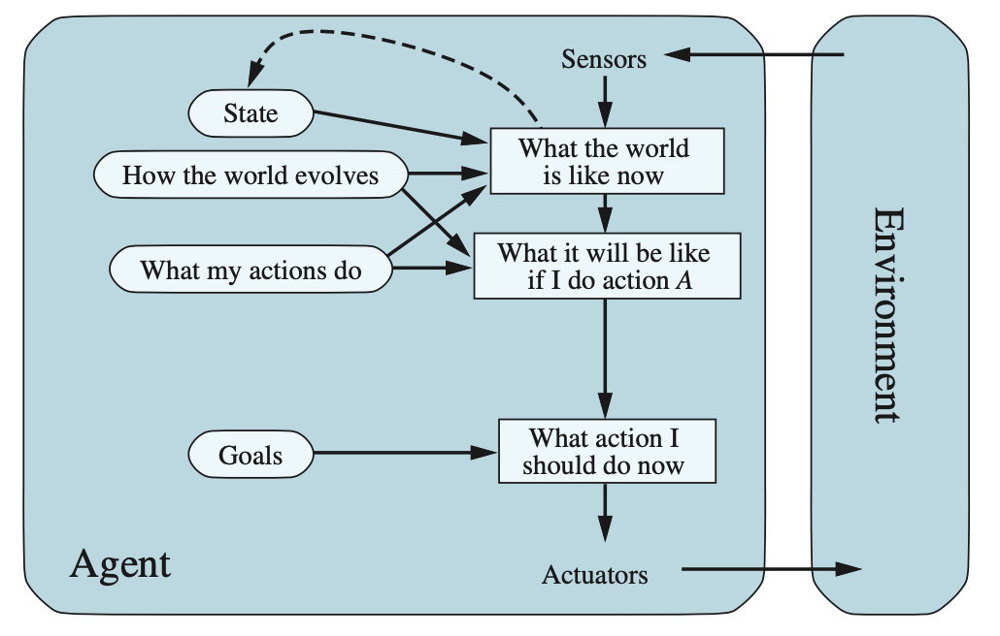 Sensors
State
What the world
is like now
How the world evolves
What it will be like
if I do action A
What my actions do
Environment
What action I
should do now
Goals
Agent
Actuators